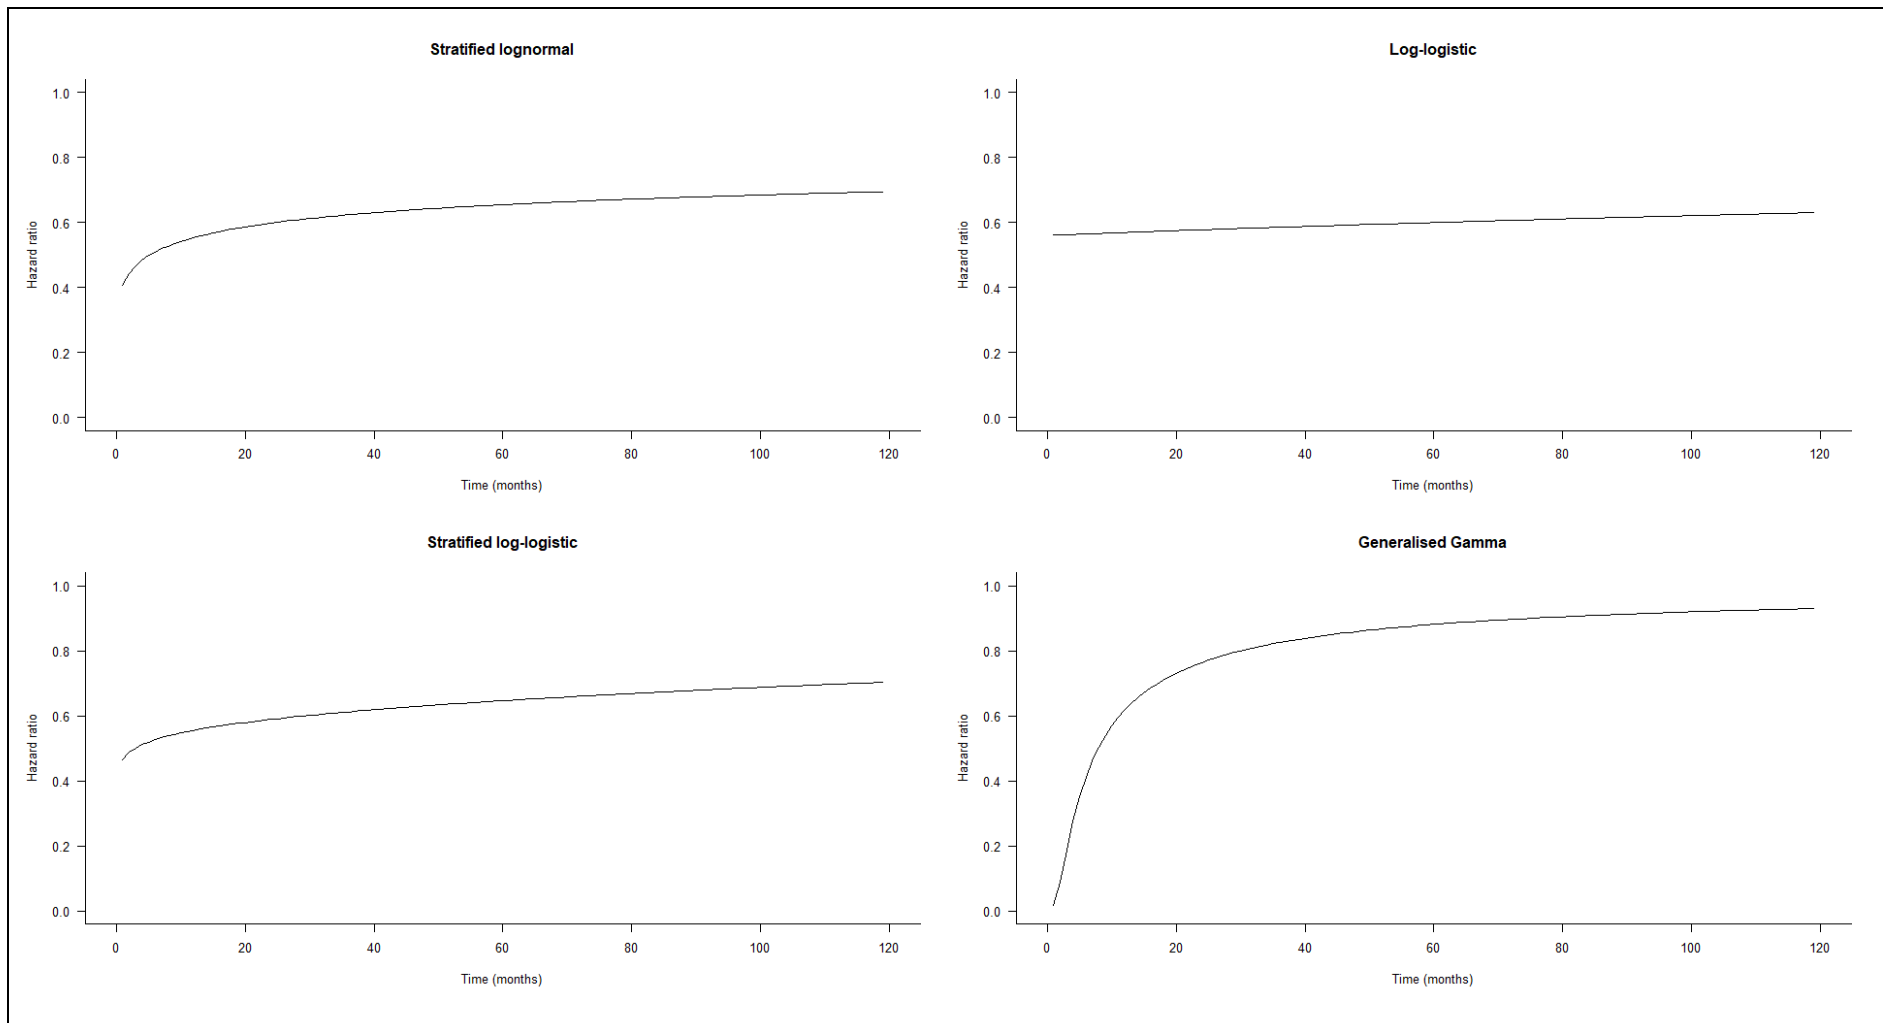 Stratified lognormal
Hazard ratio
1.0
0.8
0.6
0.4
0.2
0.0
0 20 40 60 80 100 120
Time (months)
Log-logistic
Hazard ratio
1.0
0.8
0.6
0.4
0.2
0.0
0 20 40 60 80 100 120
Time (months)
Stratified log-logistic
Hazard ratio
1.0
0.8
0.6
0.4
0.2
0.0
0 20 40 60 80 100 120
Time (months)
Generalised Gamma
Hazard ratio
1.0
0.8
0.6
0.4
0.2
0.0
0 20 40 60 80 100 120
Time (months)